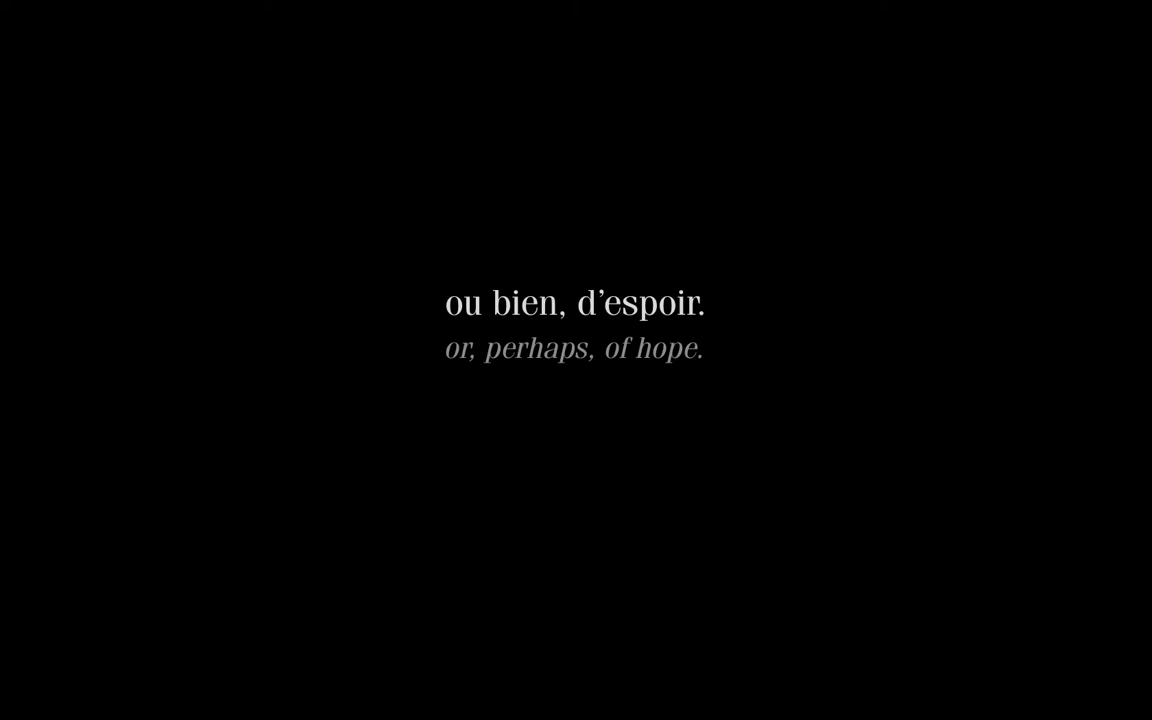 ou bien, d’espoir.
or, perhaps, of hope.